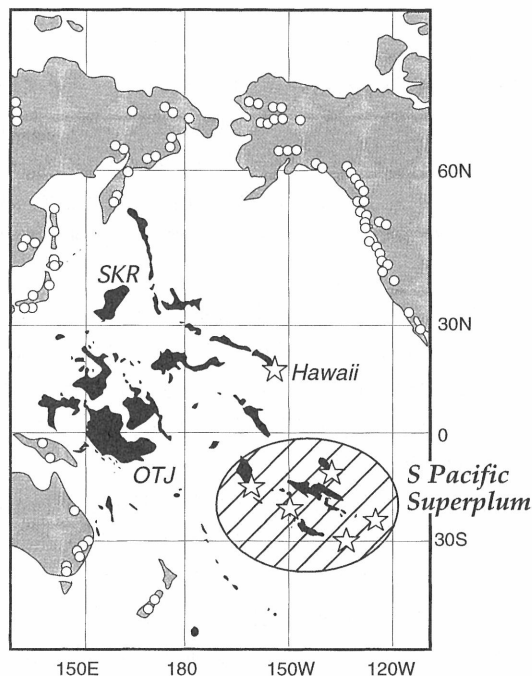 60N
SKR
30N
Hawaii
0
OTJ
S Pacific
Superplum
30S
150E 180 150W 120W